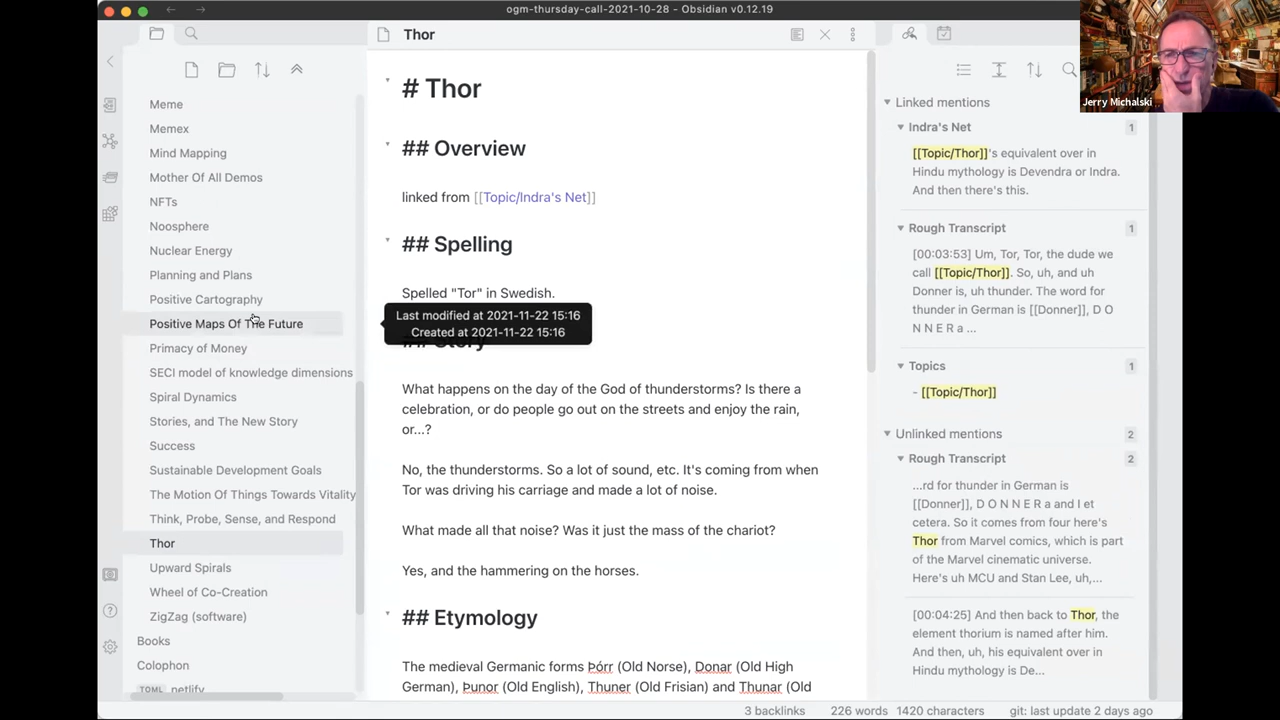 ogm-thursday-call-2021-10-28 - Obsidian v0.12.19
Meme
Memex
Mind Mapping
Mother Of All Demos
NFTs
Noosphere
Nuclear Energy
Planning and Plans
Positive Cartography
Positive Maps Of The Future
Primacy of Money
SECI model of knowledge dimensions
Spiral Dynamics
Stories, and The New Story
Success
Sustainable Development Goals
The Motion Of Things Towards Vitality
Think, Probe, Sense, and Respond
Thor
Upward Spirals
Wheel of Co-Creation
ZigZag (software)
Books
Colophon
TOML netlify
Thor
# Thor
## Overview
linked from [[Topic/Indra's Net]]
## Spelling
Spelled "Tor" in Swedish.
Last modified at 2021-11-22 15:16
Created at 2021-11-22 15:16
## Story
What happens on the day of the God of thunderstorms? Is there a
celebration, or do people go out on the streets and enjoy the rain,
or...?
No, the thunderstorms. So a lot of sound, etc. It's coming from when
Tor was driving his carriage and made a lot of noise.
What made all that noise? Was it just the mass of the chariot?
Yes, and the hammering on the horses.
## Etymology
The medieval Germanic forms Þórr (Old Norse), Donar (Old High
German), Þunor (Old English), Thuner (Old Frisian) and Thunar (Old
Jerry Michalski
Linked mentions
Indra's Net 1
[[Topic/Thor]]'s equivalent over in
Hindu mythology is Devendra or Indra.
And then there's this.
Rough Transcript 1
[00:03:53] Um, Tor, Tor, the dude we
call [[Topic/Thor]]. So, uh, and uh
Donner is, uh thunder. The word for
thunder in German is [[Donner]], D O
N N E R a ...
Topics 1
- [[Topic/Thor]]
Unlinked mentions 2
Rough Transcript 2
...rd for thunder in German is
[[Donner]], D O N N E R a and I et
cetera. So it comes from four here's
Thor from Marvel comics, which is part
of the Marvel cinematic universe.
Here's uh MCU and Stan Lee, uh,...
[00:04:25] And then back to Thor, the
element thorium is named after him.
And then, uh, his equivalent over in
Hindu mythology is De...
3 backlinks 226 words 1420 characters git: last update 2 days ago